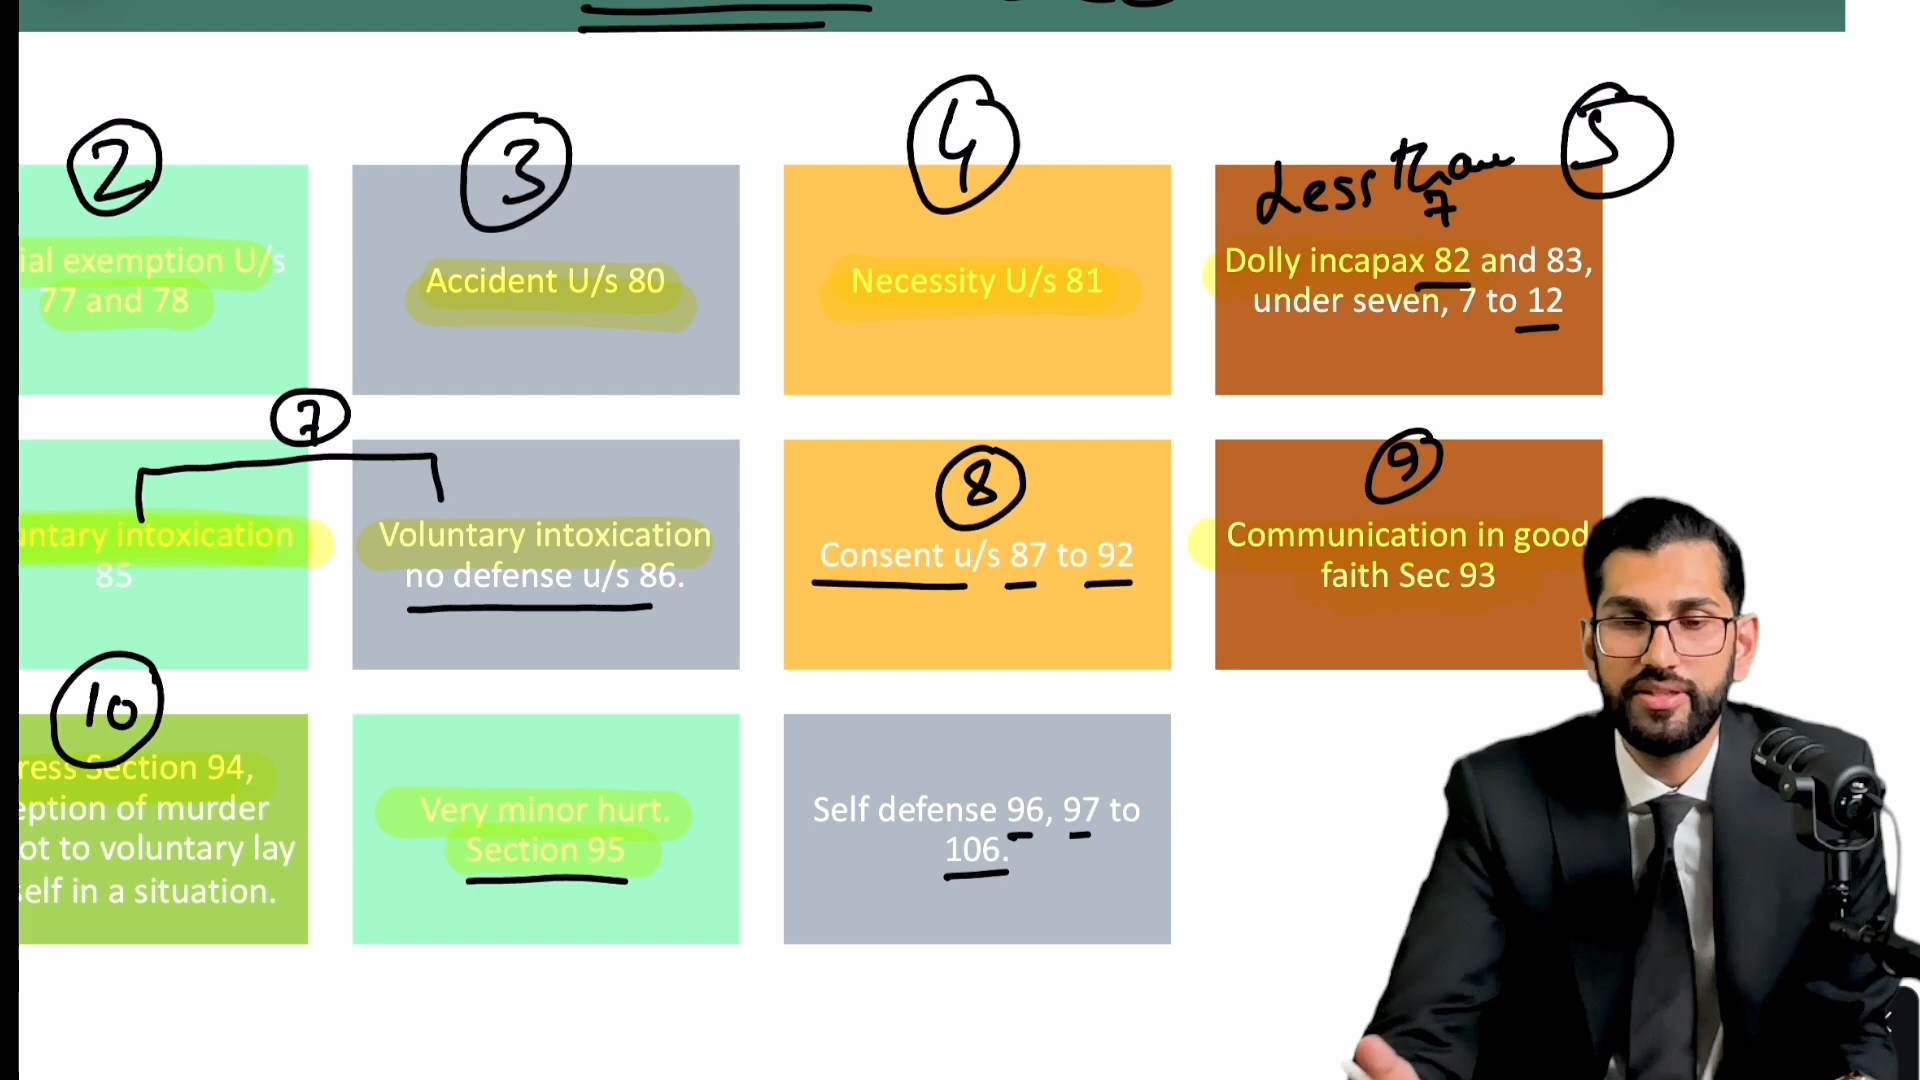 2
3
4
5
Less than
7
ial exemption U/s
77 and 78
Accident U/s 80
Necessity U/s 81
Dolly incapax 82 and 83,
under seven, 7 to 12
7
8
9
untary intoxication
85
Voluntary intoxication
no defense u/s 86.
Consent u/s 87 to 92
Communication in good
faith Sec 93
10
ress Section 94,
eption of murder
ot to voluntary lay
self in a situation.
Very minor hurt.
Section 95
Self defense 96, 97 to
106.